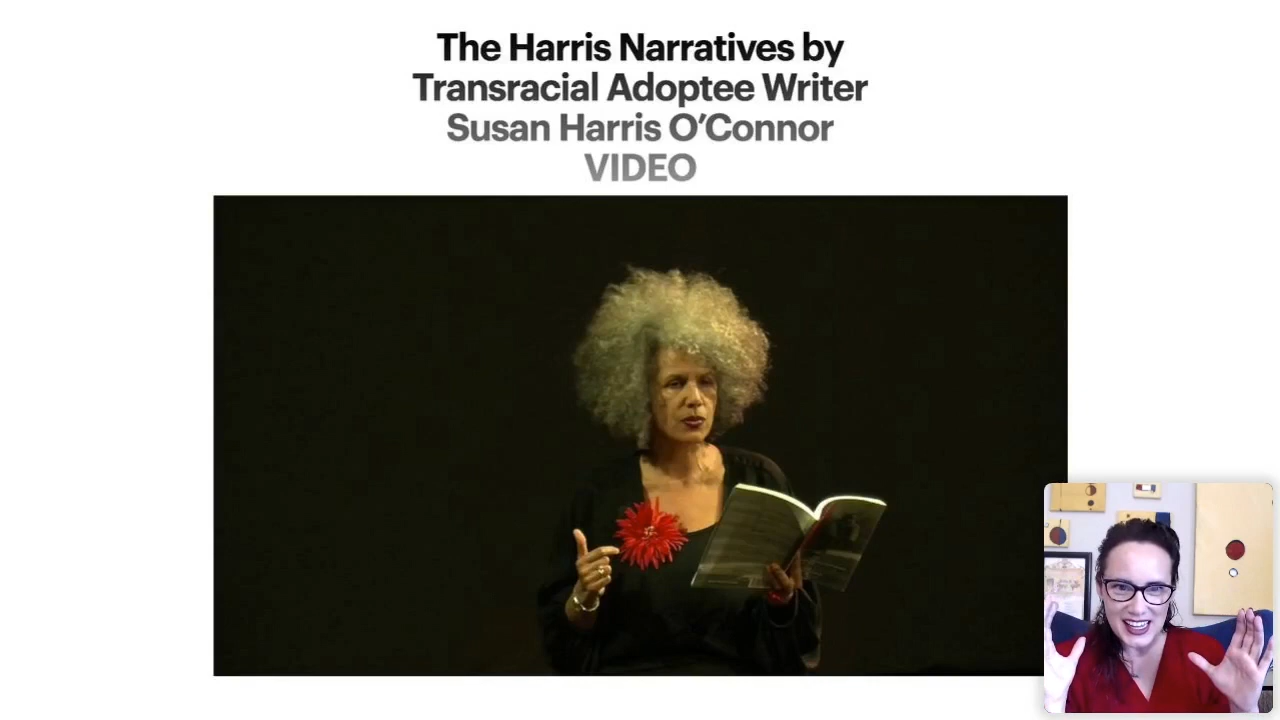 The Harris Narratives by
Transracial Adoptee Writer
Susan Harris O’Connor
VIDEO